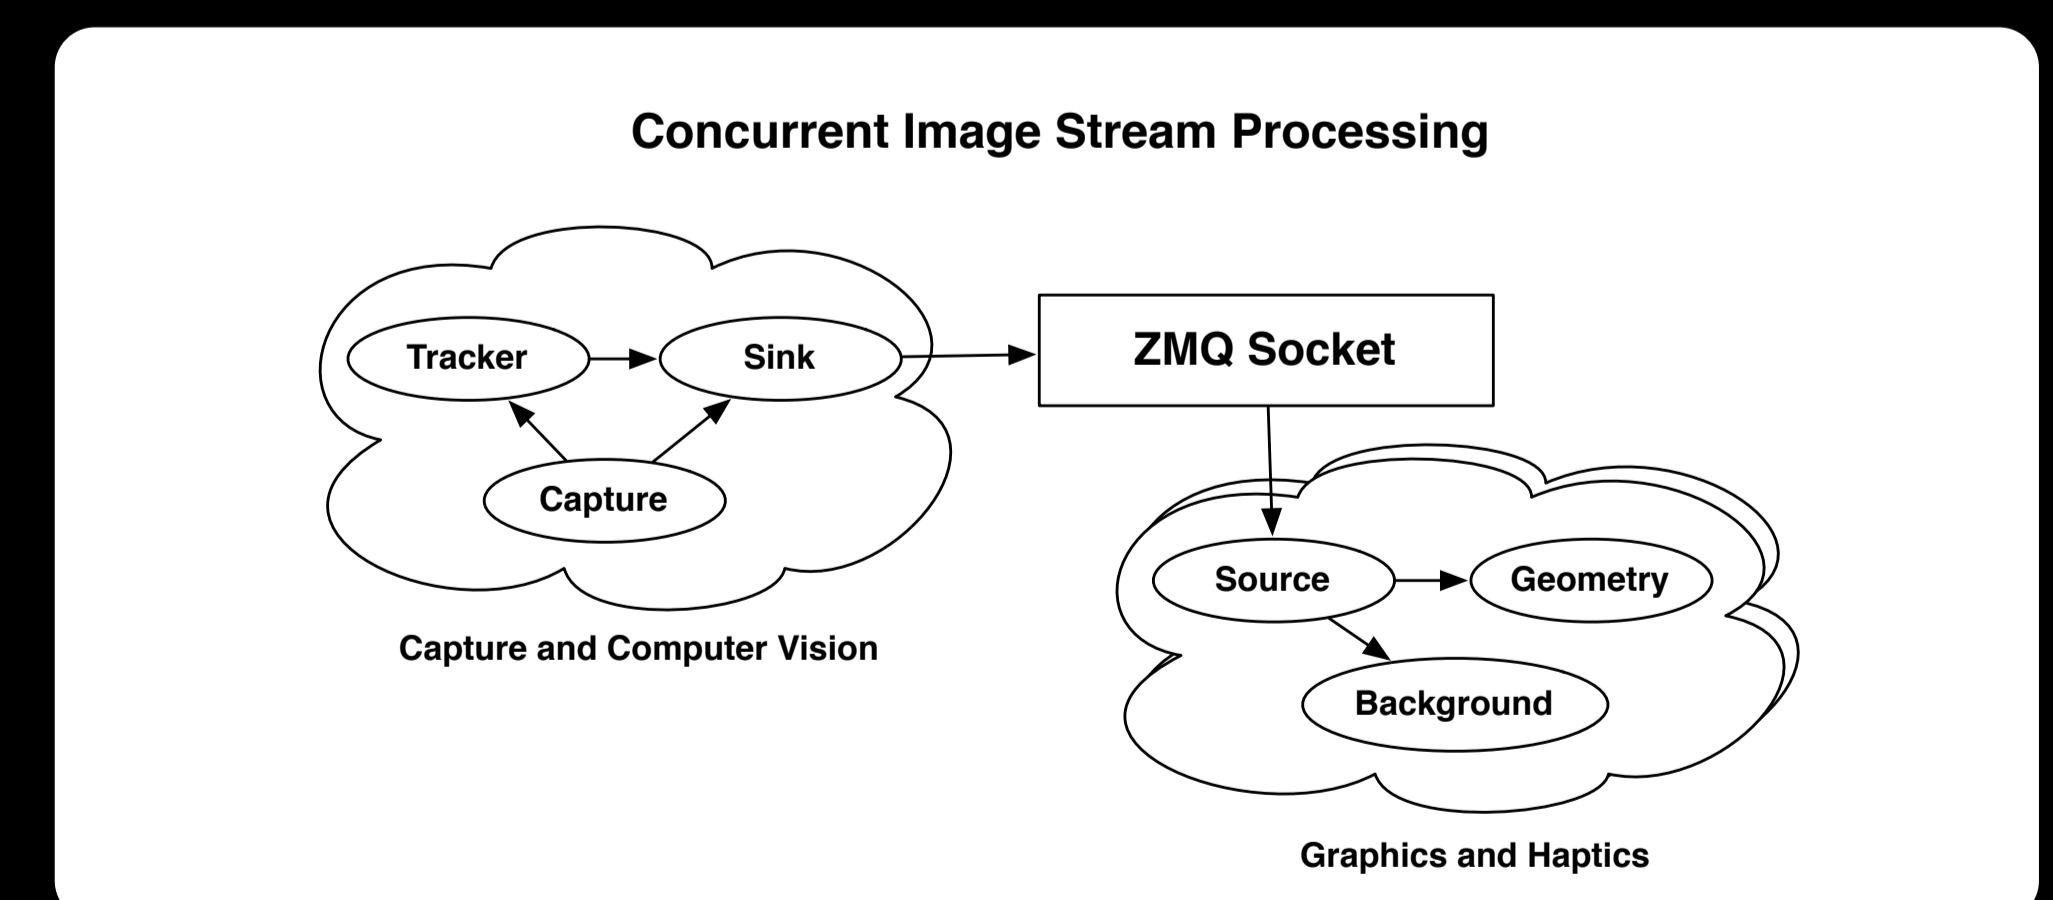 Concurrent Image Stream Processing
Tracker
Sink
ZMQ Socket
Capture
Capture and Computer Vision
Source
Geometry
Background
Graphics and Haptics